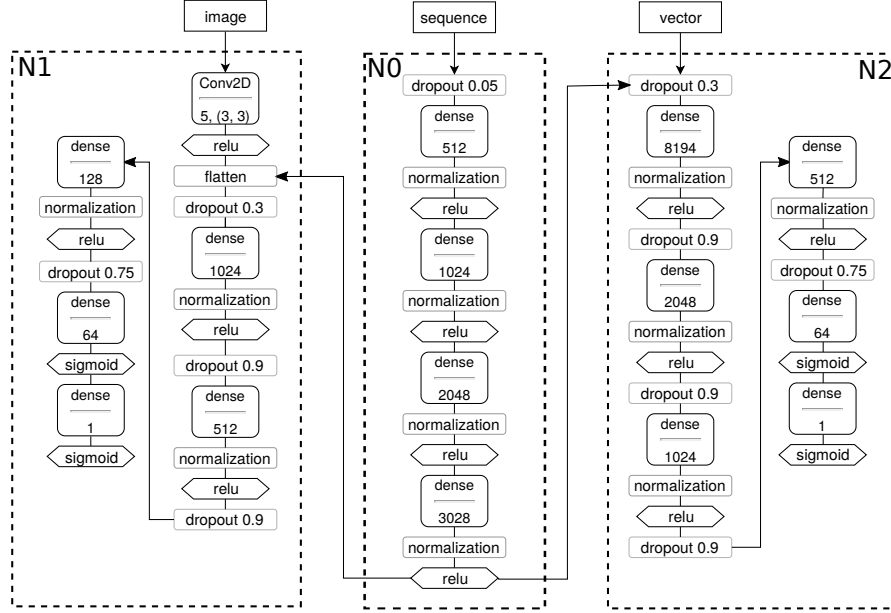 image
sequence
vector
N1
Conv2D
5, (3, 3)
relu
flatten
dropout 0.3
dense
1024
normalization
relu
dropout 0.9
dense
512
normalization
relu
dropout 0.9
dense
128
normalization
relu
dropout 0.75
dense
64
sigmoid
dense
1
sigmoid
N0
dropout 0.05
dense
512
normalization
relu
dense
1024
normalization
relu
dense
2048
normalization
relu
dense
3028
normalization
relu
N2
dropout 0.3
dense
8194
normalization
relu
dropout 0.9
dense
2048
normalization
relu
dropout 0.9
dense
1024
normalization
relu
dropout 0.9
dense
512
normalization
relu
dropout 0.75
dense
64
sigmoid
dense
1
sigmoid